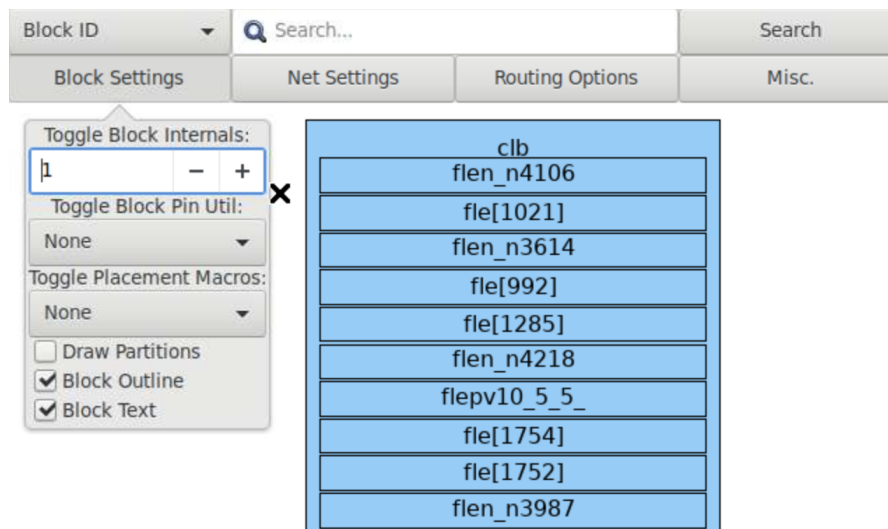 Block ID
Search...
Search
Block Settings
Net Settings
Routing Options
Misc.
Toggle Block Internals:
1
Toggle Block Pin Util:
None
Toggle Placement Macros:
None
Draw Partitions
Block Outline
Block Text
clb
flen_n4106
fle[1021]
flen_n3614
fle[992]
fle[1285]
flen_n4218
flepv10_5_5_
fle[1754]
fle[1752]
flen_n3987